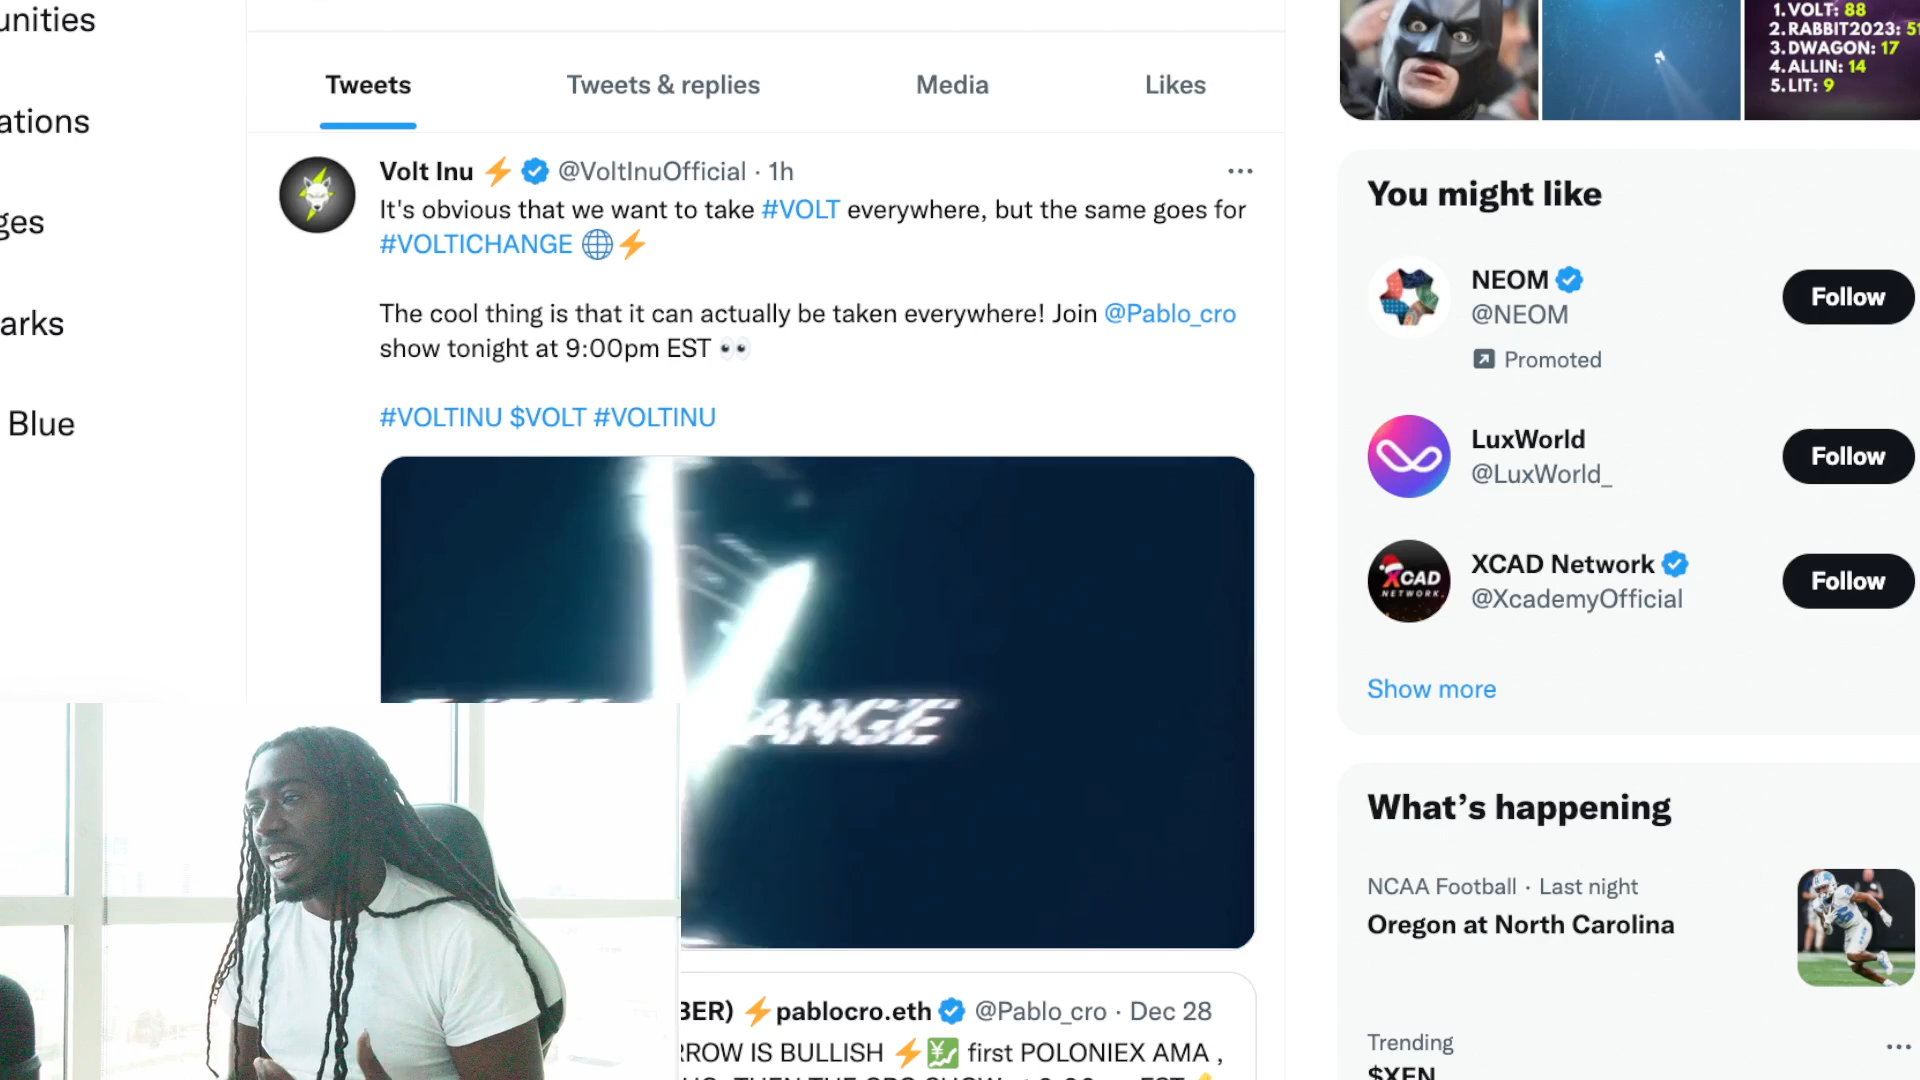 unities
ations
ges
arks
Blue
Tweets
Tweets & replies
Media
Likes
Volt Inu ⚡ @VoltInuOfficial · 1h
It's obvious that we want to take #VOLT everywhere, but the same goes for
#VOLTICHANGE 🌐⚡
The cool thing is that it can actually be taken everywhere! Join @Pablo_cro
show tonight at 9:00pm EST 👀
#VOLTINU $VOLT #VOLTINU
ANGE
BER) ⚡pablocro.eth @Pablo_cro · Dec 28
RROW IS BULLISH ⚡💹 first POLONIEX AMA ,
1. VOLT: 88
2. RABBIT2023: 51
3. DWAGON: 17
4. ALLIN: 14
5. LIT: 9
You might like
NEOM
@NEOM
Promoted
Follow
LuxWorld
@LuxWorld_
Follow
XCAD
NETWORK
XCAD Network
@XcademyOfficial
Follow
Show more
What's happening
NCAA Football · Last night
Oregon at North Carolina
Trending
$XEN